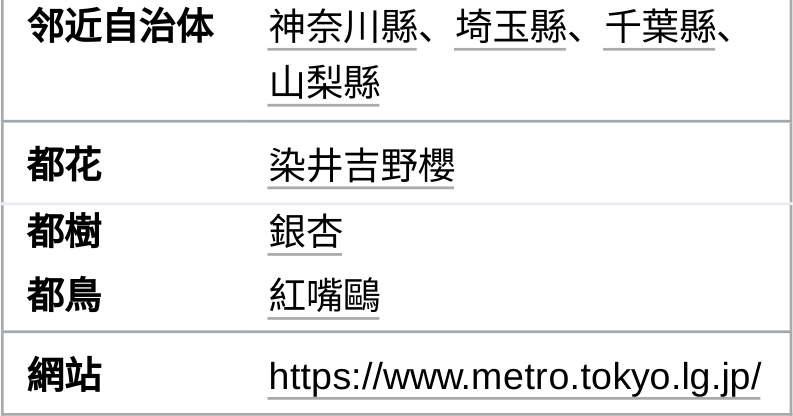 邻近自治体 神奈川縣、埼玉縣、千葉縣、
山梨縣
都花 染井吉野櫻
都樹 銀杏
都鳥 紅嘴鷗
網站 https://www.metro.tokyo.lg.jp/